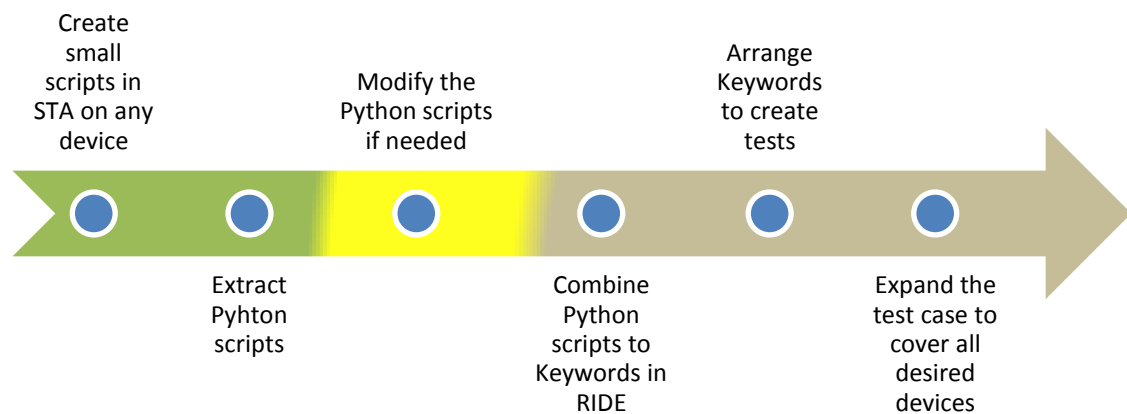 Create
small
scripts in
STA on any
device
Extract
Pyhton
scripts
Modify the
Python scripts
if needed
Combine
Python
scripts to
Keywords in
RIDE
Arrange
Keywords
to create
tests
Expand the
test case to
cover all
desired
devices